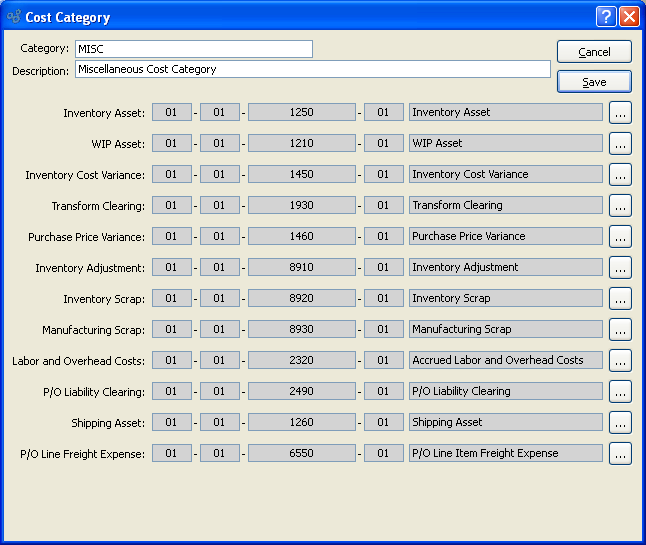 Cost Category
Category: MISC
Cancel
Description: Miscellaneous Cost Category
Save
Inventory Asset: 01 - 01 - 1250 - 01 Inventory Asset ...
WIP Asset: 01 - 01 - 1210 - 01 WIP Asset ...
Inventory Cost Variance: 01 - 01 - 1450 - 01 Inventory Cost Variance ...
Transform Clearing: 01 - 01 - 1930 - 01 Transform Clearing ...
Purchase Price Variance: 01 - 01 - 1460 - 01 Purchase Price Variance ...
Inventory Adjustment: 01 - 01 - 8910 - 01 Inventory Adjustment ...
Inventory Scrap: 01 - 01 - 8920 - 01 Inventory Scrap ...
Manufacturing Scrap: 01 - 01 - 8930 - 01 Manufacturing Scrap ...
Labor and Overhead Costs: 01 - 01 - 2320 - 01 Accrued Labor and Overhead Costs ...
P/O Liability Clearing: 01 - 01 - 2490 - 01 P/O Liability Clearing ...
Shipping Asset: 01 - 01 - 1260 - 01 Shipping Asset ...
P/O Line Freight Expense: 01 - 01 - 6550 - 01 P/O Line Item Freight Expense ...